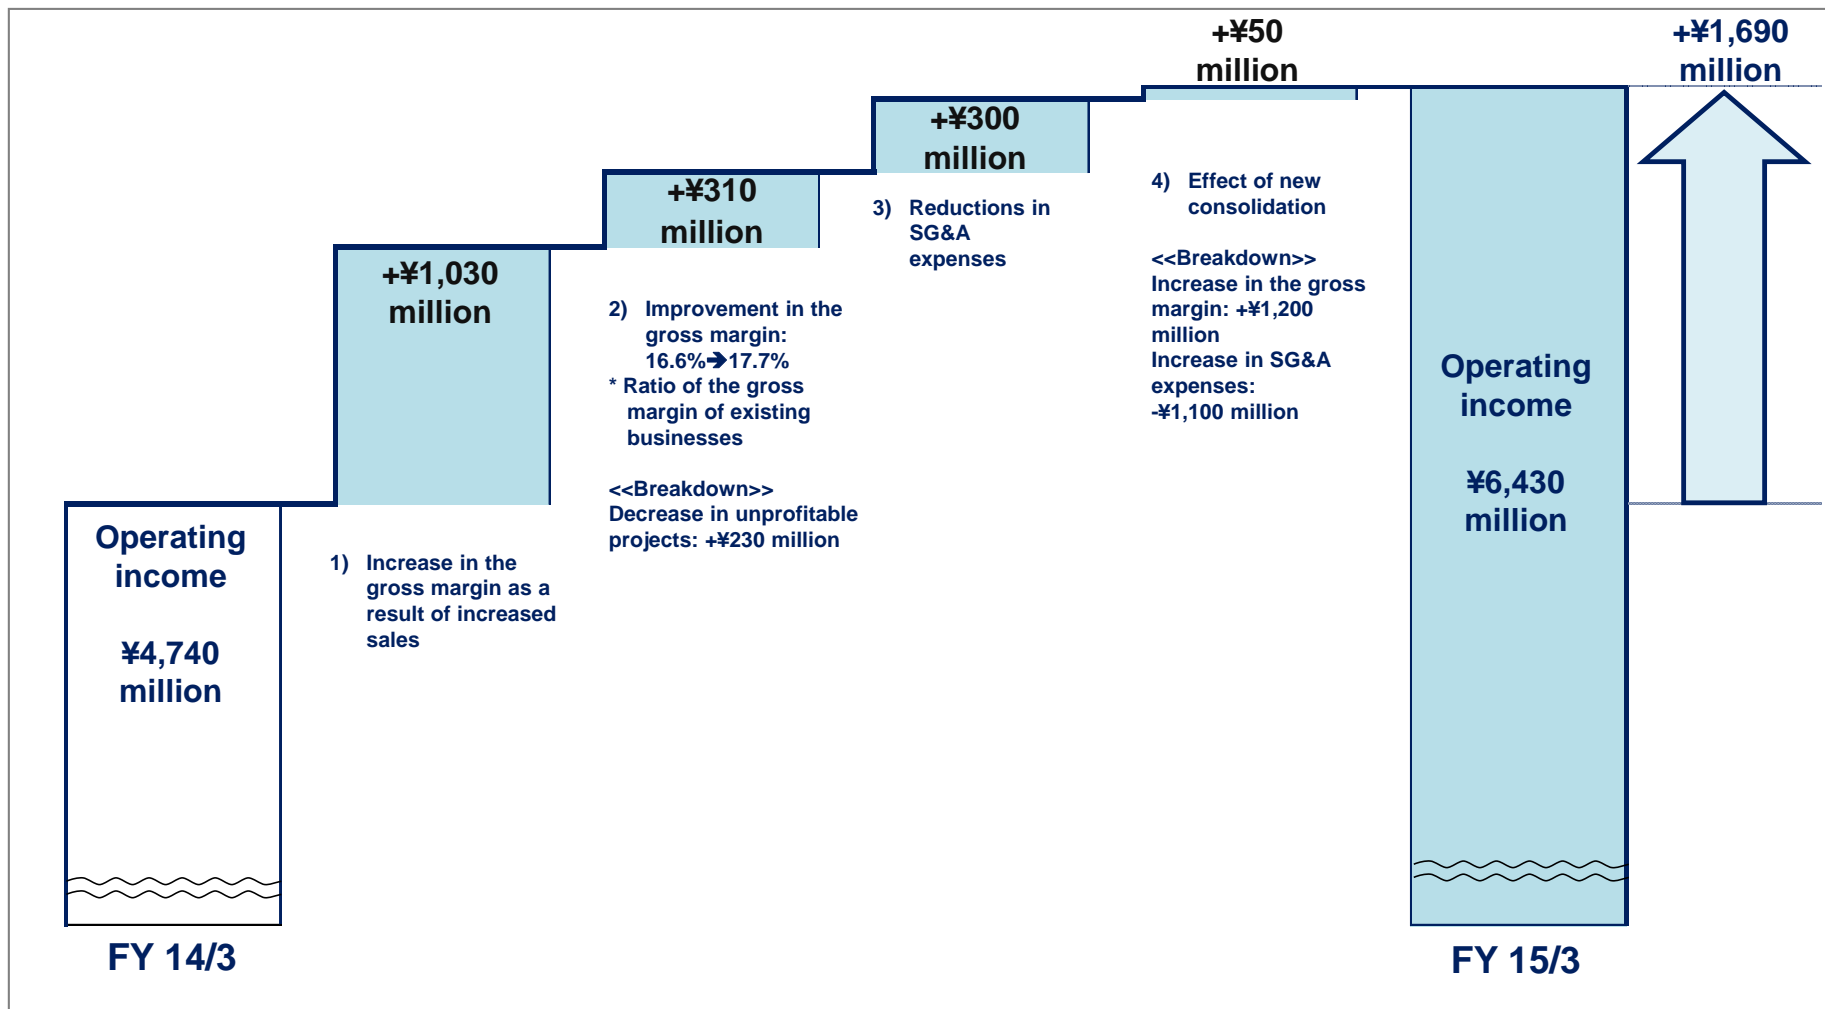 +¥50
million
+¥1,690
million
+¥300
million
+¥310
million
+¥1,030
million
Operating
income
¥4,740
million
1) Increase in the
gross margin as a
result of increased
sales
2) Improvement in the
gross margin:
16.6%➔17.7%
* Ratio of the gross
margin of existing
businesses
<<Breakdown>>
Decrease in unprofitable
projects: +¥230 million
3) Reductions in
SG&A
expenses
4) Effect of new
consolidation
<<Breakdown>>
Increase in the gross
margin: +¥1,200
million
Increase in SG&A
expenses:
-¥1,100 million
Operating
income
¥6,430
million
FY 14/3
FY 15/3